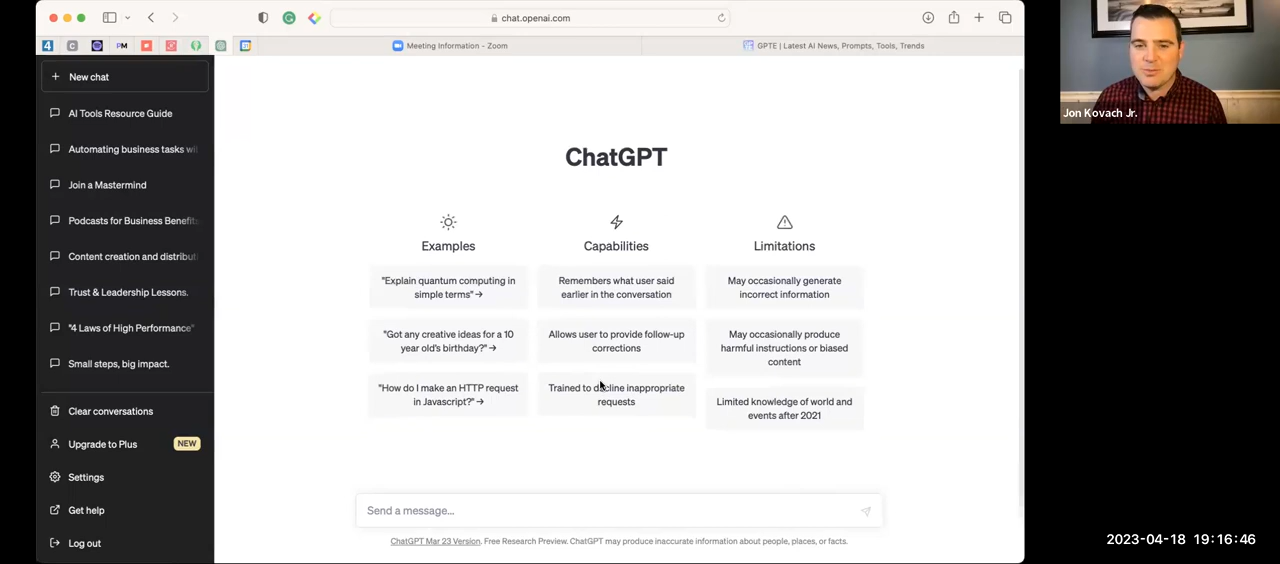 chat.openai.com
4
C
PM
Meeting Information - Zoom
GPTE | Latest AI News, Prompts, Tools, Trends
New chat
AI Tools Resource Guide
Automating business tasks wi
Join a Mastermind
Podcasts for Business Benefits
Content creation and distributi
Trust & Leadership Lessons.
"4 Laws of High Performance"
Small steps, big impact.
Clear conversations
Upgrade to Plus NEW
Settings
Get help
Log out
ChatGPT
Examples
"Explain quantum computing in
simple terms" →
"Got any creative ideas for a 10
year old's birthday?" →
"How do I make an HTTP request
in Javascript?" →
Capabilities
Remembers what user said
earlier in the conversation
Allows user to provide follow-up
corrections
Trained to decline inappropriate
requests
Limitations
May occasionally generate
incorrect information
May occasionally produce
harmful instructions or biased
content
Limited knowledge of world and
events after 2021
Send a message...
ChatGPT Mar 23 Version. Free Research Preview. ChatGPT may produce inaccurate information about people, places, or facts.
Jon Kovach Jr.
2023-04-18 19:16:46